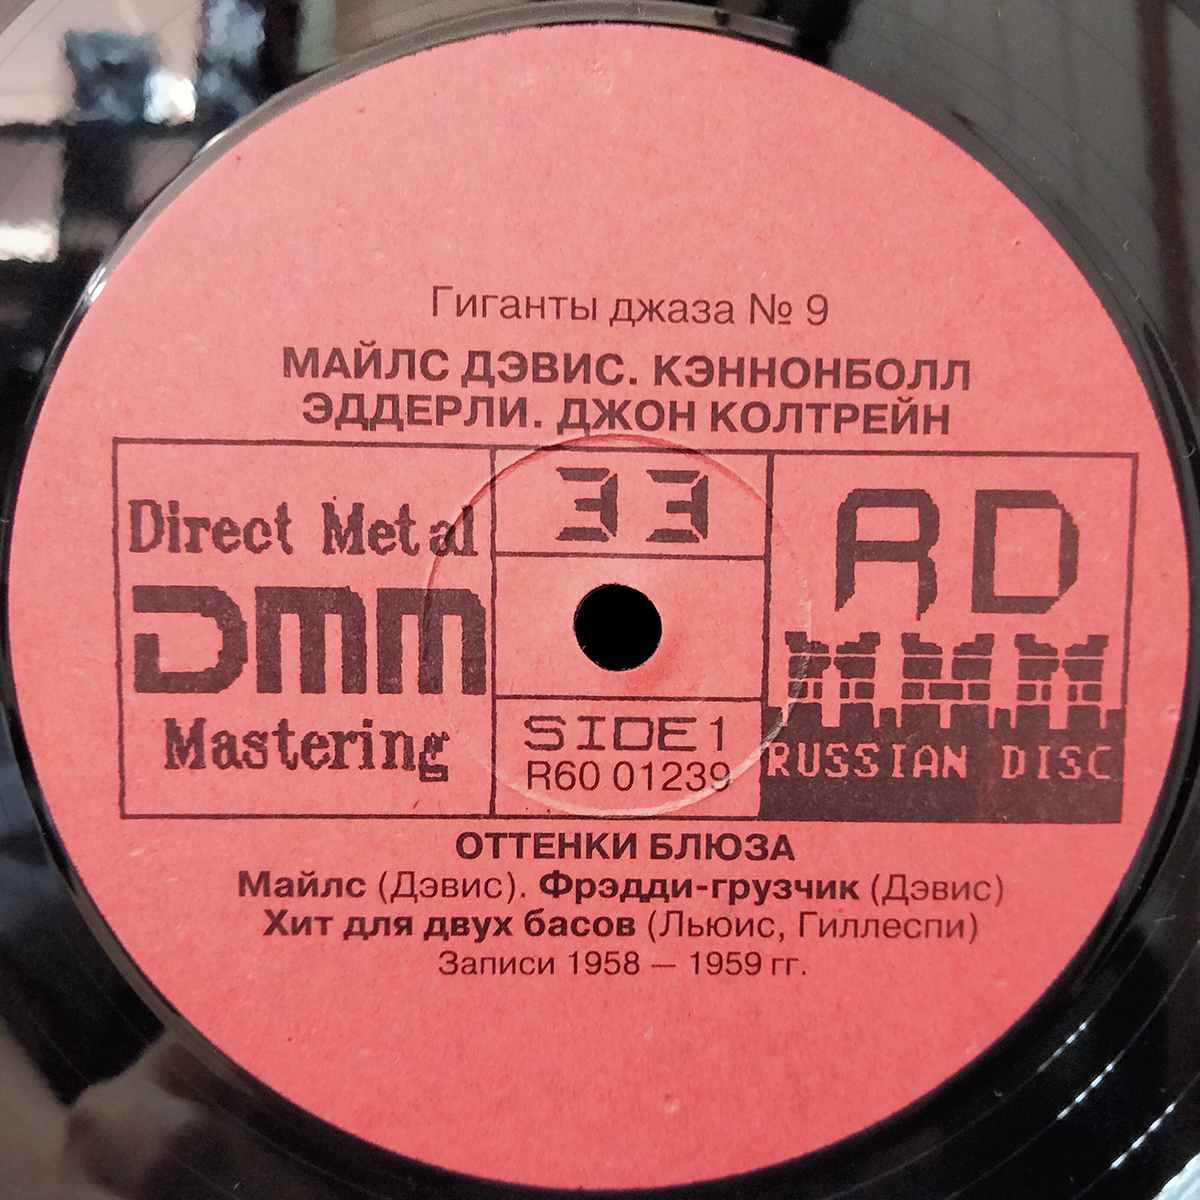 Гиганты джаза № 9
МАЙЛС ДЭВИС. КЭННОНБОЛЛ
ЭДДЕРЛИ. ДЖОН КОЛТРЕЙН
Direct Metal
DMM
Mastering
33
SIDE 1
R60 01239
RD
RUSSIAN DISC
ОТТЕНКИ БЛЮЗА
Майлс (Дэвис). Фрэдди-грузчик (Дэвис)
Хит для двух басов (Льюис, Гиллеспи)
Записи 1958 — 1959 гг.